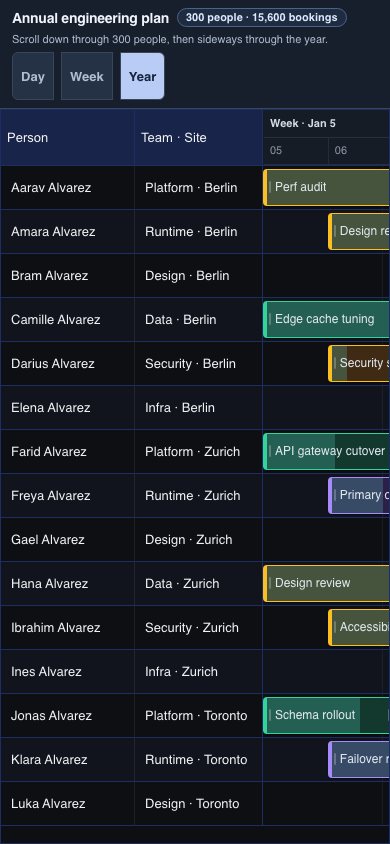 Annual engineering plan 300 people · 15,600 bookings
Scroll down through 300 people, then sideways through the year.
Day Week Year
Person Team · Site Week · Jan 5
05 06
Aarav Alvarez Platform · Berlin Perf audit
Amara Alvarez Runtime · Berlin Design re
Bram Alvarez Design · Berlin
Camille Alvarez Data · Berlin Edge cache tuning
Darius Alvarez Security · Berlin Security s
Elena Alvarez Infra · Berlin
Farid Alvarez Platform · Zurich API gateway cutover
Freya Alvarez Runtime · Zurich Primary c
Gael Alvarez Design · Zurich
Hana Alvarez Data · Zurich Design review
Ibrahim Alvarez Security · Zurich Accessibi
Ines Alvarez Infra · Zurich
Jonas Alvarez Platform · Toronto Schema rollout
Klara Alvarez Runtime · Toronto Failover r
Luka Alvarez Design · Toronto